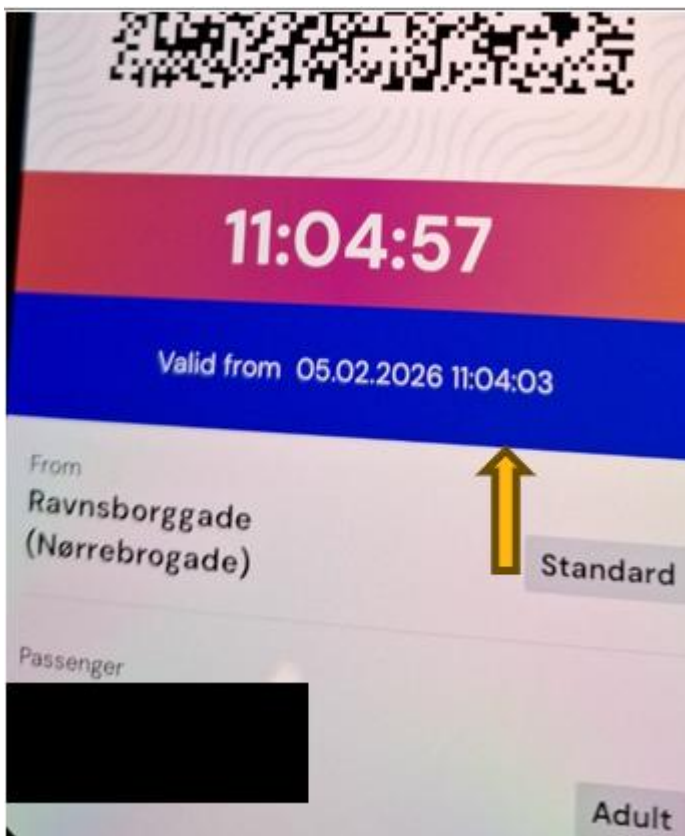 11:04:57
Valid from 05.02.2026 11:04:03
From
Ravnsborggade
(Nørrebrogade)
Standard
Passenger
Adult